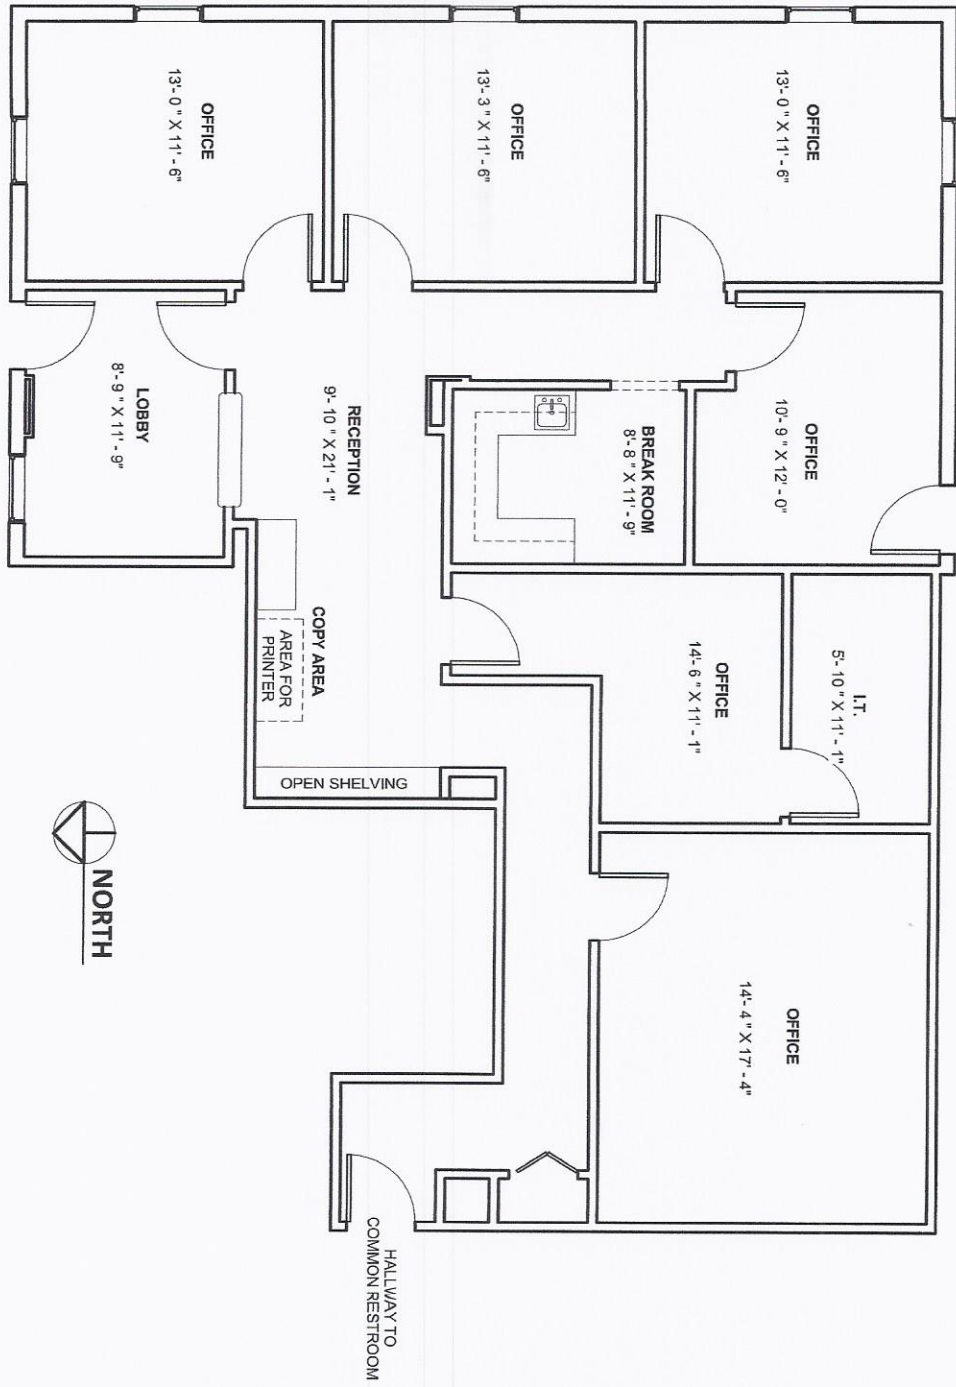 OFFICE
13'- 0 " X 11' - 6"
OFFICE
13'- 3 " X 11' - 6"
OFFICE
13'- 0 " X 11' - 6"
LOBBY
8'- 9 " X 11' - 9"
RECEPTION
9'- 10 " X 21' - 1"
BREAK ROOM
8'- 8 " X 11' - 9"
OFFICE
10'- 9 " X 12' - 0"
COPY AREA
AREA FOR
PRINTER
OPEN SHELVING
OFFICE
14'- 6 " X 11' - 1"
I.T.
5'- 10 " X 11' - 1"
OFFICE
14'- 4 " X 17' - 4"
NORTH
HALLWAY TO
COMMON RESTROOM